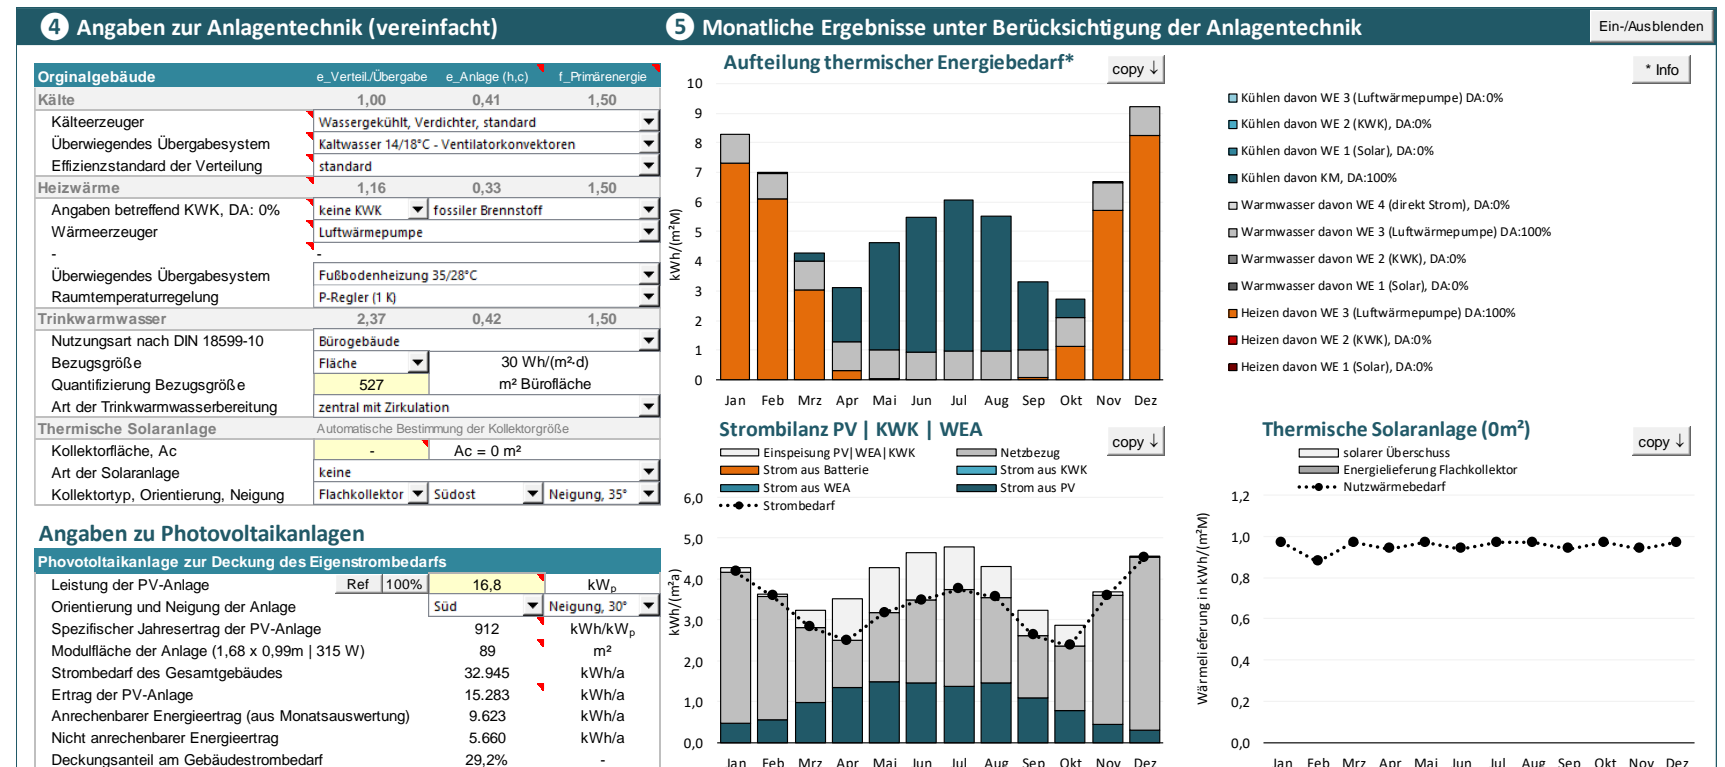 4 Angaben zur Anlagentechnik (vereinfacht)
5 Monatliche Ergebnisse unter Berücksichtigung der Anlagentechnik
Ein-/Ausblenden
Orginalgebäude e_Verteil./Übergabe e_Anlage (h,c) f_Primärenergie
Kälte 1,00 0,41 1,50
Kälteerzeuger Wassergekühlt, Verdichter, standard
Überwiegendes Übergabesystem Kaltwasser 14/18°C - Ventilatorkonvektoren
Effizienzstandard der Verteilung standard
Heizwärme 1,16 0,33 1,50
Angaben betreffend KWK, DA: 0% keine KWK fossiler Brennstoff
Wärmeerzeuger Luftwärmepumpe
- -
Überwiegendes Übergabesystem Fußbodenheizung 35/28°C
Raumtemperaturregelung P-Regler (1 K)
Trinkwarmwasser 2,37 0,42 1,50
Nutzungsart nach DIN 18599-10 Bürogebäude
Bezugsgröße Fläche 30 Wh/(m²·d)
Quantifizierung Bezugsgröße 527 m² Bürofläche
Art der Trinkwarmwasserbereitung zentral mit Zirkulation
Thermische Solaranlage Automatische Bestimmung der Kollektorgröße
Kollektorfläche, Ac - Ac = 0 m²
Art der Solaranlage keine
Kollektortyp, Orientierung, Neigung Flachkollektor Südost Neigung, 35°
Angaben zu Photovoltaikanlagen
Phovotoltaikanlage zur Deckung des Eigenstrombedarfs
Leistung der PV-Anlage Ref 100% 16,8 kWp
Orientierung und Neigung der Anlage Süd Neigung, 30°
Spezifischer Jahresertrag der PV-Anlage 912 kWh/kWp
Modulfläche der Anlage (1,68 x 0,99m | 315 W) 89 m²
Strombedarf des Gesamtgebäudes 32.945 kWh/a
Ertrag der PV-Anlage 15.283 kWh/a
Anrechenbarer Energieertrag (aus Monatsauswertung) 9.623 kWh/a
Nicht anrechenbarer Energieertrag 5.660 kWh/a
Deckungsanteil am Gebäudestrombedarf 29,2% -
Aufteilung thermischer Energiebedarf*
copy ↓
* Info
kWh/(m²M)
10
9
8
7
6
5
4
3
2
1
0
Jan Feb Mrz Apr Mai Jun Jul Aug Sep Okt Nov Dez
Kühlen davon WE 3 (Luftwärmepumpe) DA:0%
Kühlen davon WE 2 (KWK), DA:0%
Kühlen davon WE 1 (Solar), DA:0%
Kühlen davon KM, DA:100%
Warmwasser davon WE 4 (direkt Strom), DA:0%
Warmwasser davon WE 3 (Luftwärmepumpe) DA:100%
Warmwasser davon WE 2 (KWK), DA:0%
Warmwasser davon WE 1 (Solar), DA:0%
Heizen davon WE 3 (Luftwärmepumpe) DA:100%
Heizen davon WE 2 (KWK), DA:0%
Heizen davon WE 1 (Solar), DA:0%
Strombilanz PV | KWK | WEA
copy ↓
Einspeisung PV|WEA|KWK Netzbezug
Strom aus Batterie Strom aus KWK
Strom aus WEA Strom aus PV
Strombedarf
kWh/(m²a)
6,0
5,0
4,0
3,0
2,0
1,0
0,0
Jan Feb Mrz Apr Mai Jun Jul Aug Sep Okt Nov Dez
Thermische Solaranlage (0m²)
copy ↓
solarer Überschuss
Energielieferung Flachkollektor
Nutzwärmebedarf
Wärmelieferung in kWh/(m²M)
1,2
1,0
0,8
0,6
0,4
0,2
0,0
Jan Feb Mrz Apr Mai Jun Jul Aug Sep Okt Nov Dez